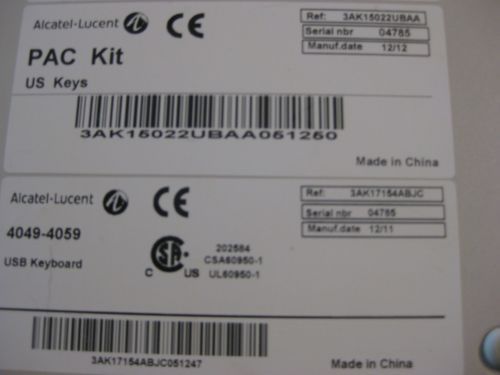 Alcatel-Lucent CE
Ref: 3AK15022UBAA
Serial nbr 04785
Manuf.date 12/12
PAC Kit
US Keys
3AK15022UBAA051250
Made in China
Alcatel-Lucent CE
Ref: 3AK17154ABJC
Serial nbr 04785
Manuf.date 12/11
4049-4059
USB Keyboard
C SA US
202584
CSA60950-1
UL60950-1
3AK17154ABJC051247
Made in China